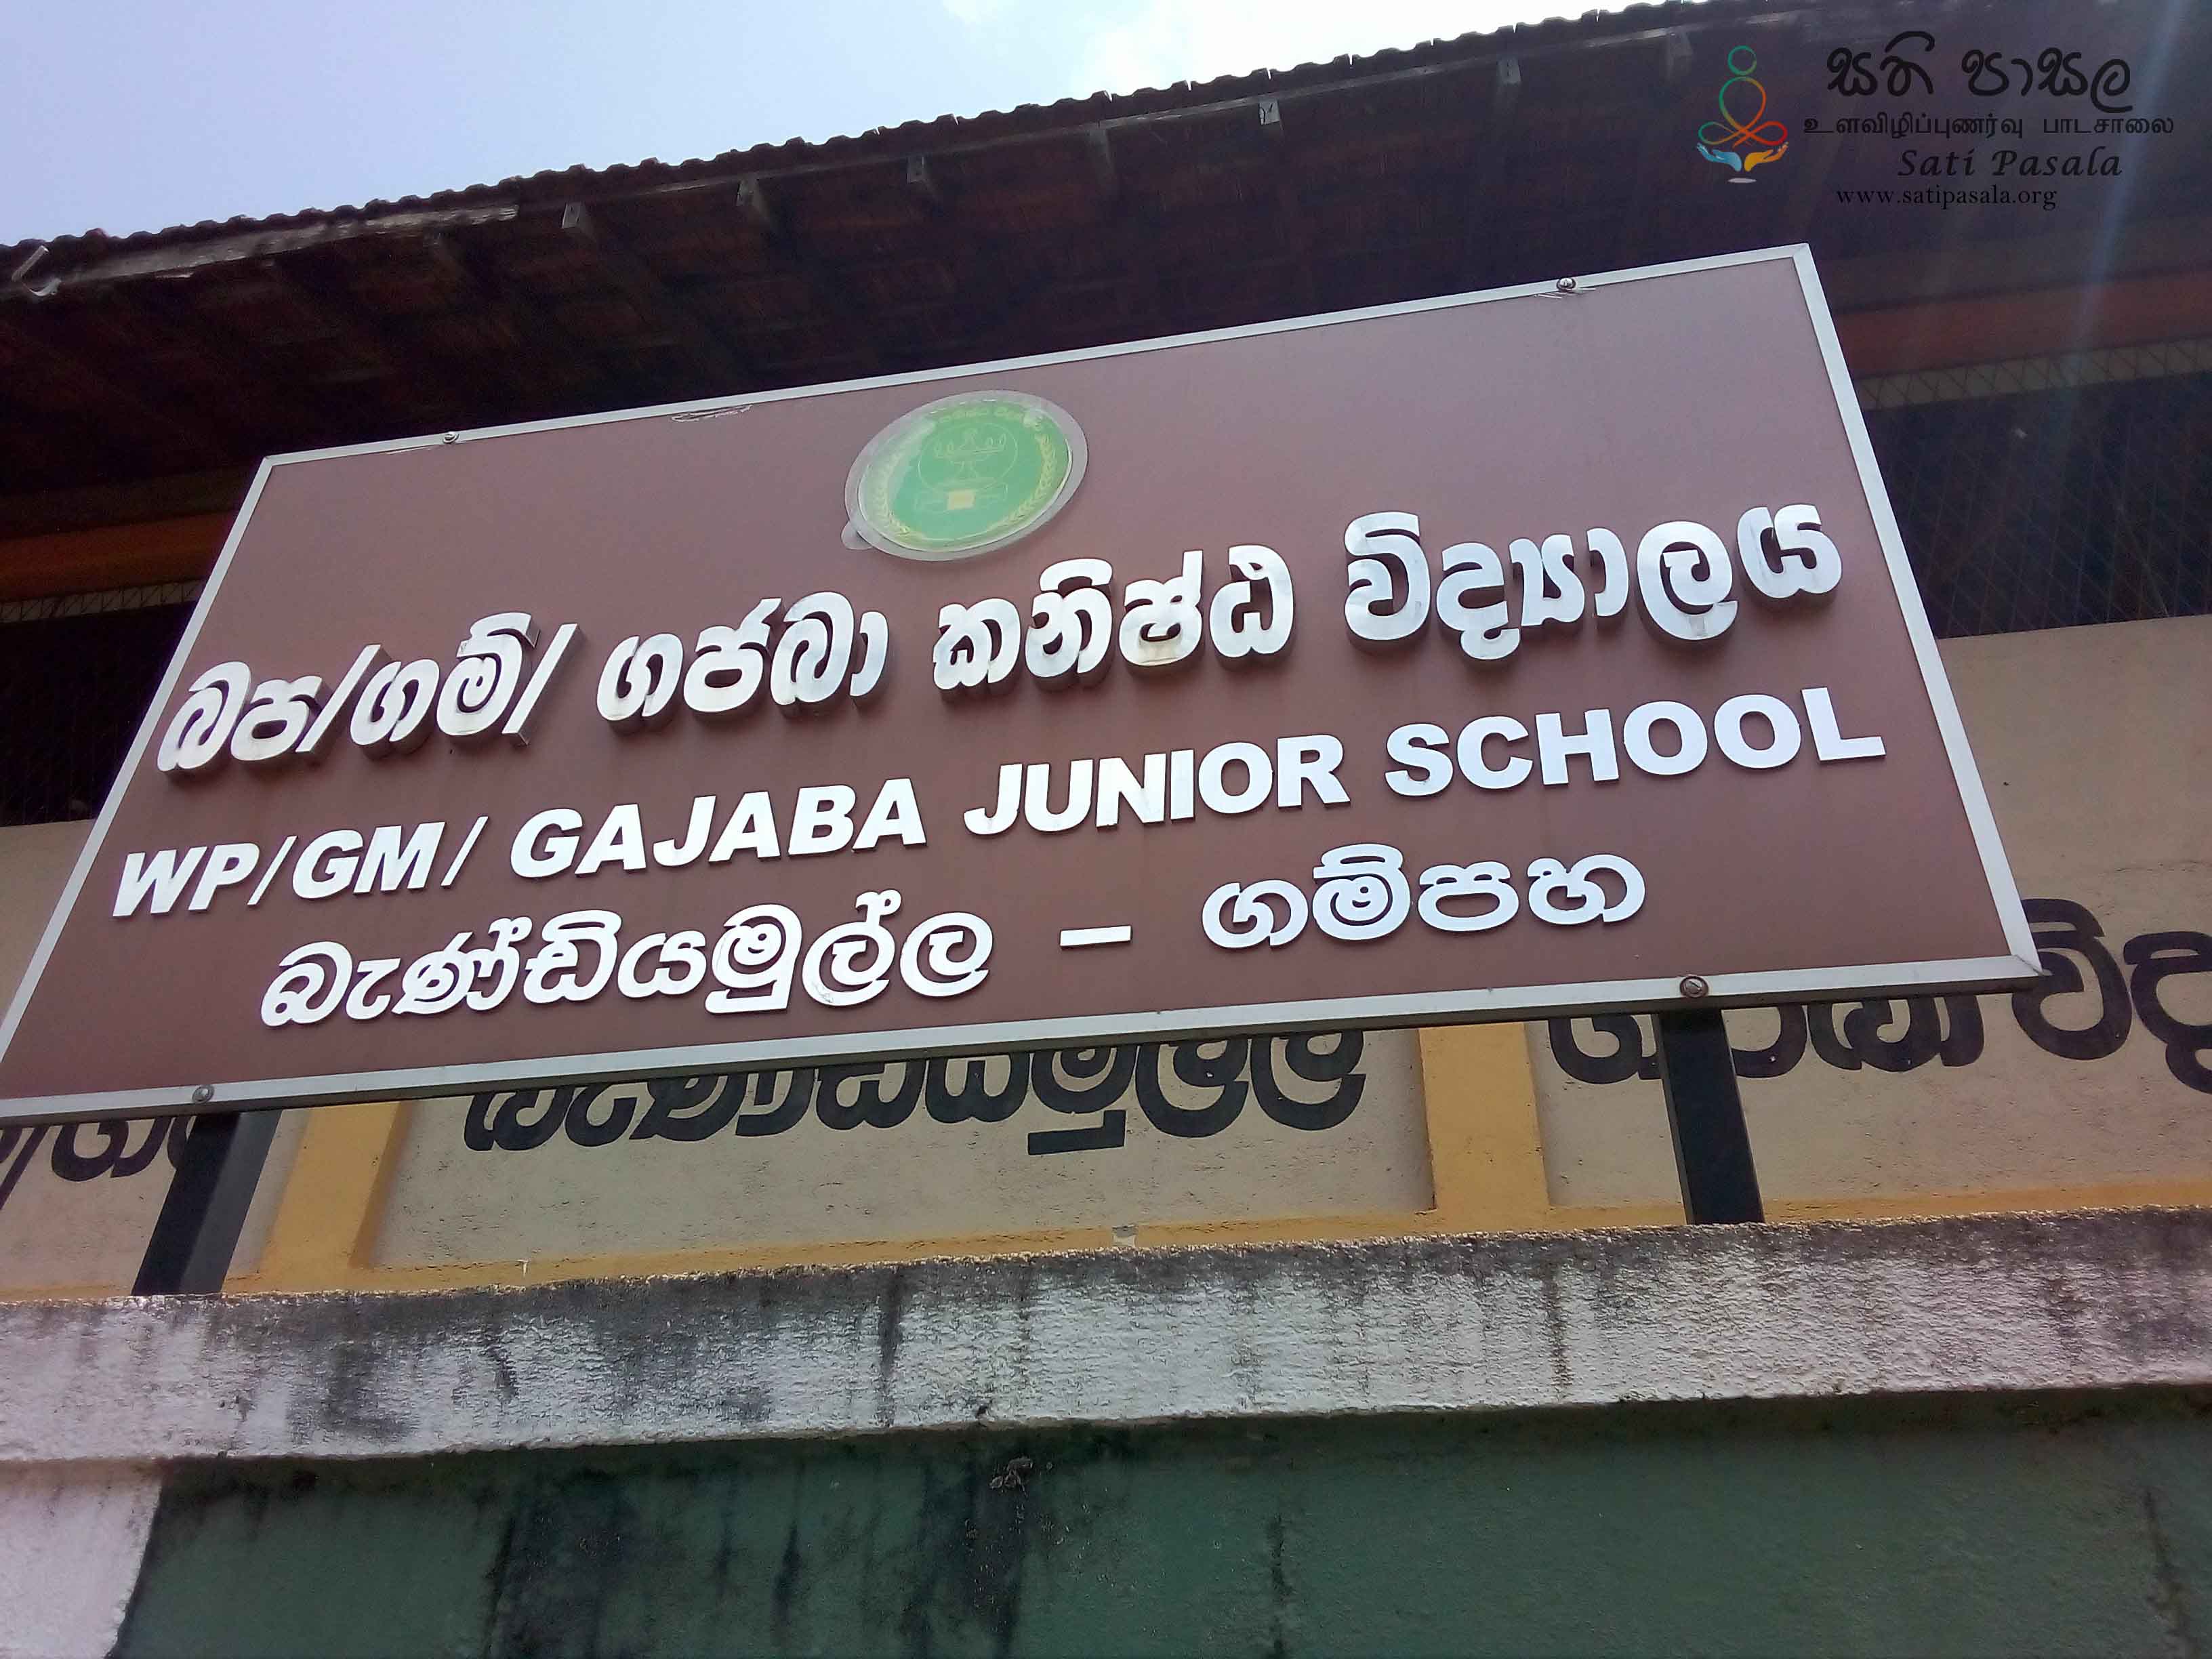 සති පාසල
உளவிழிப்புணர்வு பாடசாலை
Sati Pasala
www.satipasala.org
බප/ගම්/ ගජබා කනිෂ්ඨ විද්‍යාලය
WP/GM/ GAJABA JUNIOR SCHOOL
බැණ්ඩියමුල්ල – ගම්පහ
බැණ්ඩියමුල්ල